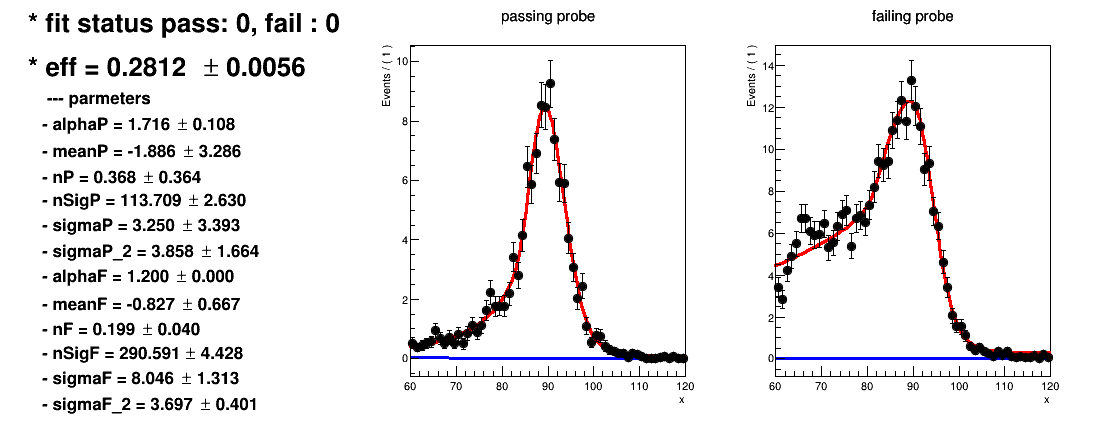 * fit status pass: 0, fail : 0
* eff = 0.2812 ± 0.0056
--- parmeters
- alphaP = 1.716 ± 0.108
- meanP = -1.886 ± 3.286
- nP = 0.368 ± 0.364
- nSigP = 113.709 ± 2.630
- sigmaP = 3.250 ± 3.393
- sigmaP_2 = 3.858 ± 1.664
- alphaF = 1.200 ± 0.000
- meanF = -0.827 ± 0.667
- nF = 0.199 ± 0.040
- nSigF = 290.591 ± 4.428
- sigmaF = 8.046 ± 1.313
- sigmaF_2 = 3.697 ± 0.401
passing probe
Events / ( 1 )
10
8
6
4
2
0
60 70 80 90 100 110 120
x
failing probe
Events / ( 1 )
14
12
10
8
6
4
2
0
60 70 80 90 100 110 120
x